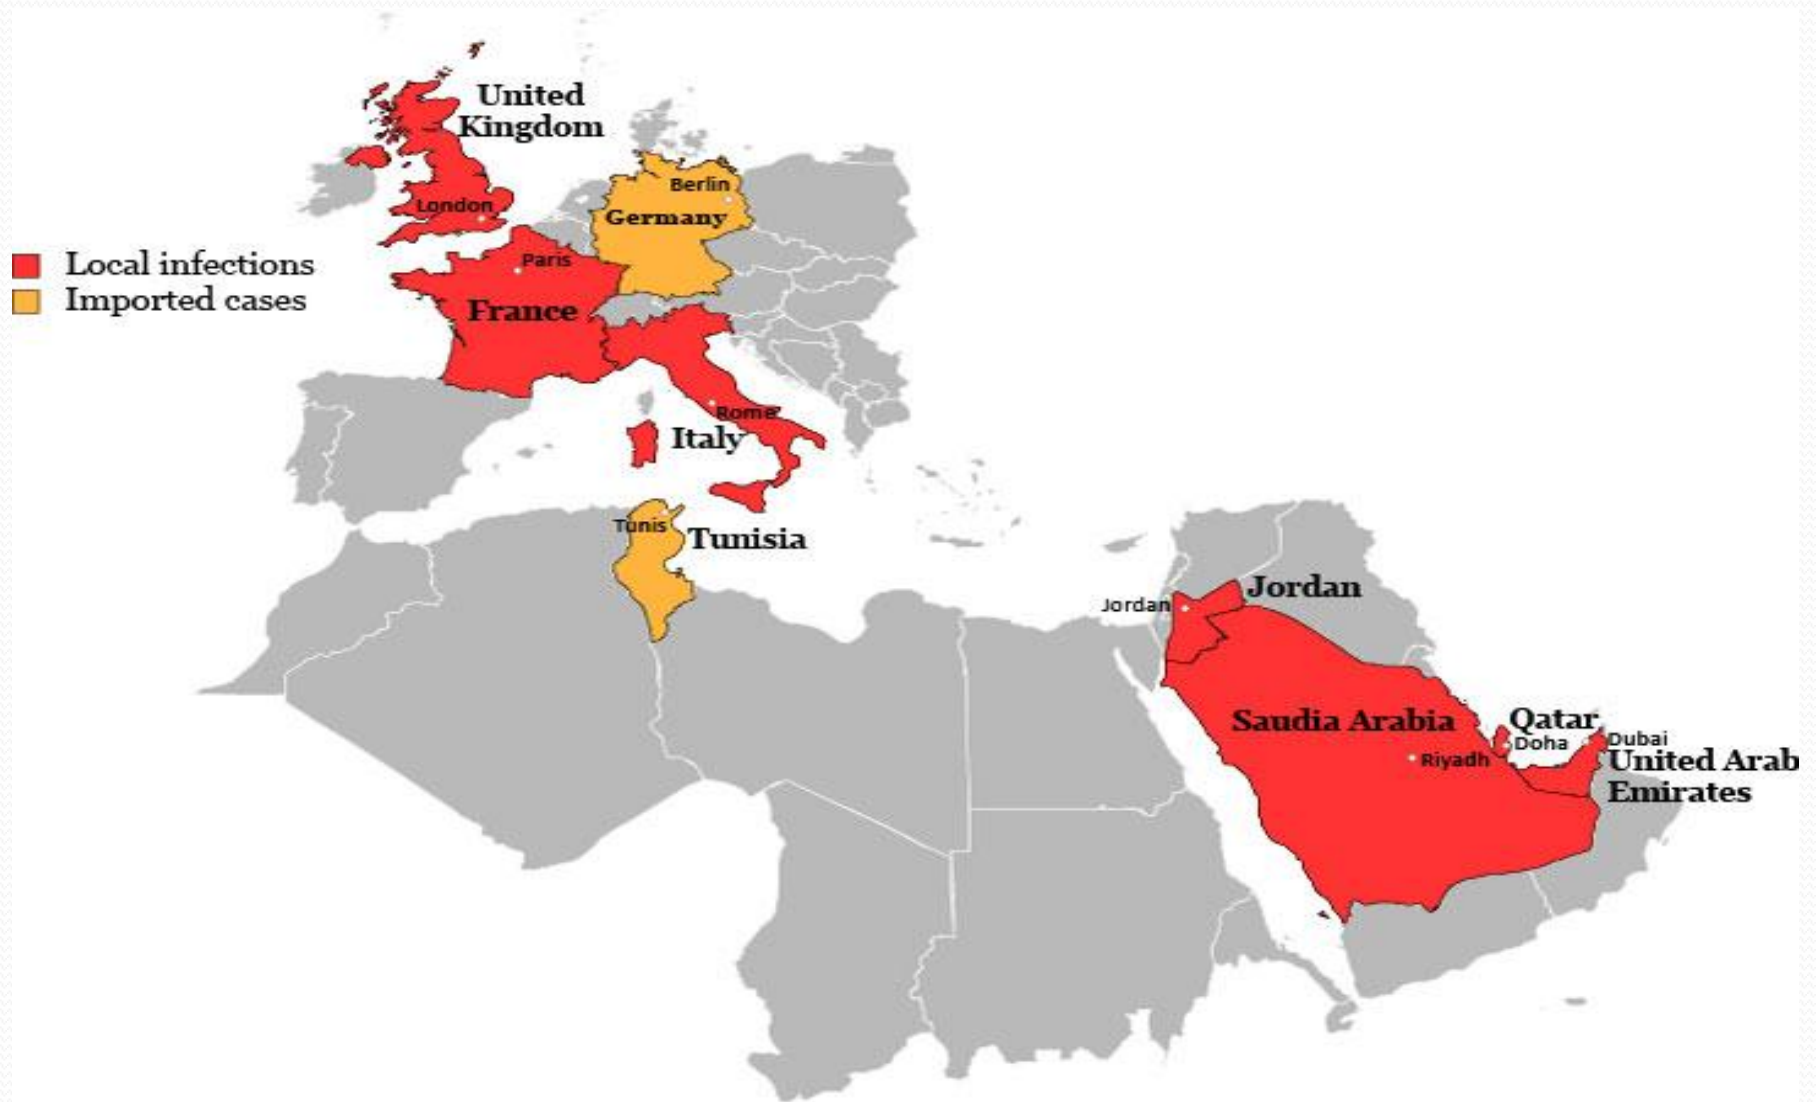 United
Kingdom
London
Berlin
Germany
Local infections
Imported cases
Paris
France
Rome
Italy
Tunis
Tunisia
Jordan
Jordan
Saudia Arabia
Riyadh
Qatar
Doha
Dubai
United Arab
Emirates